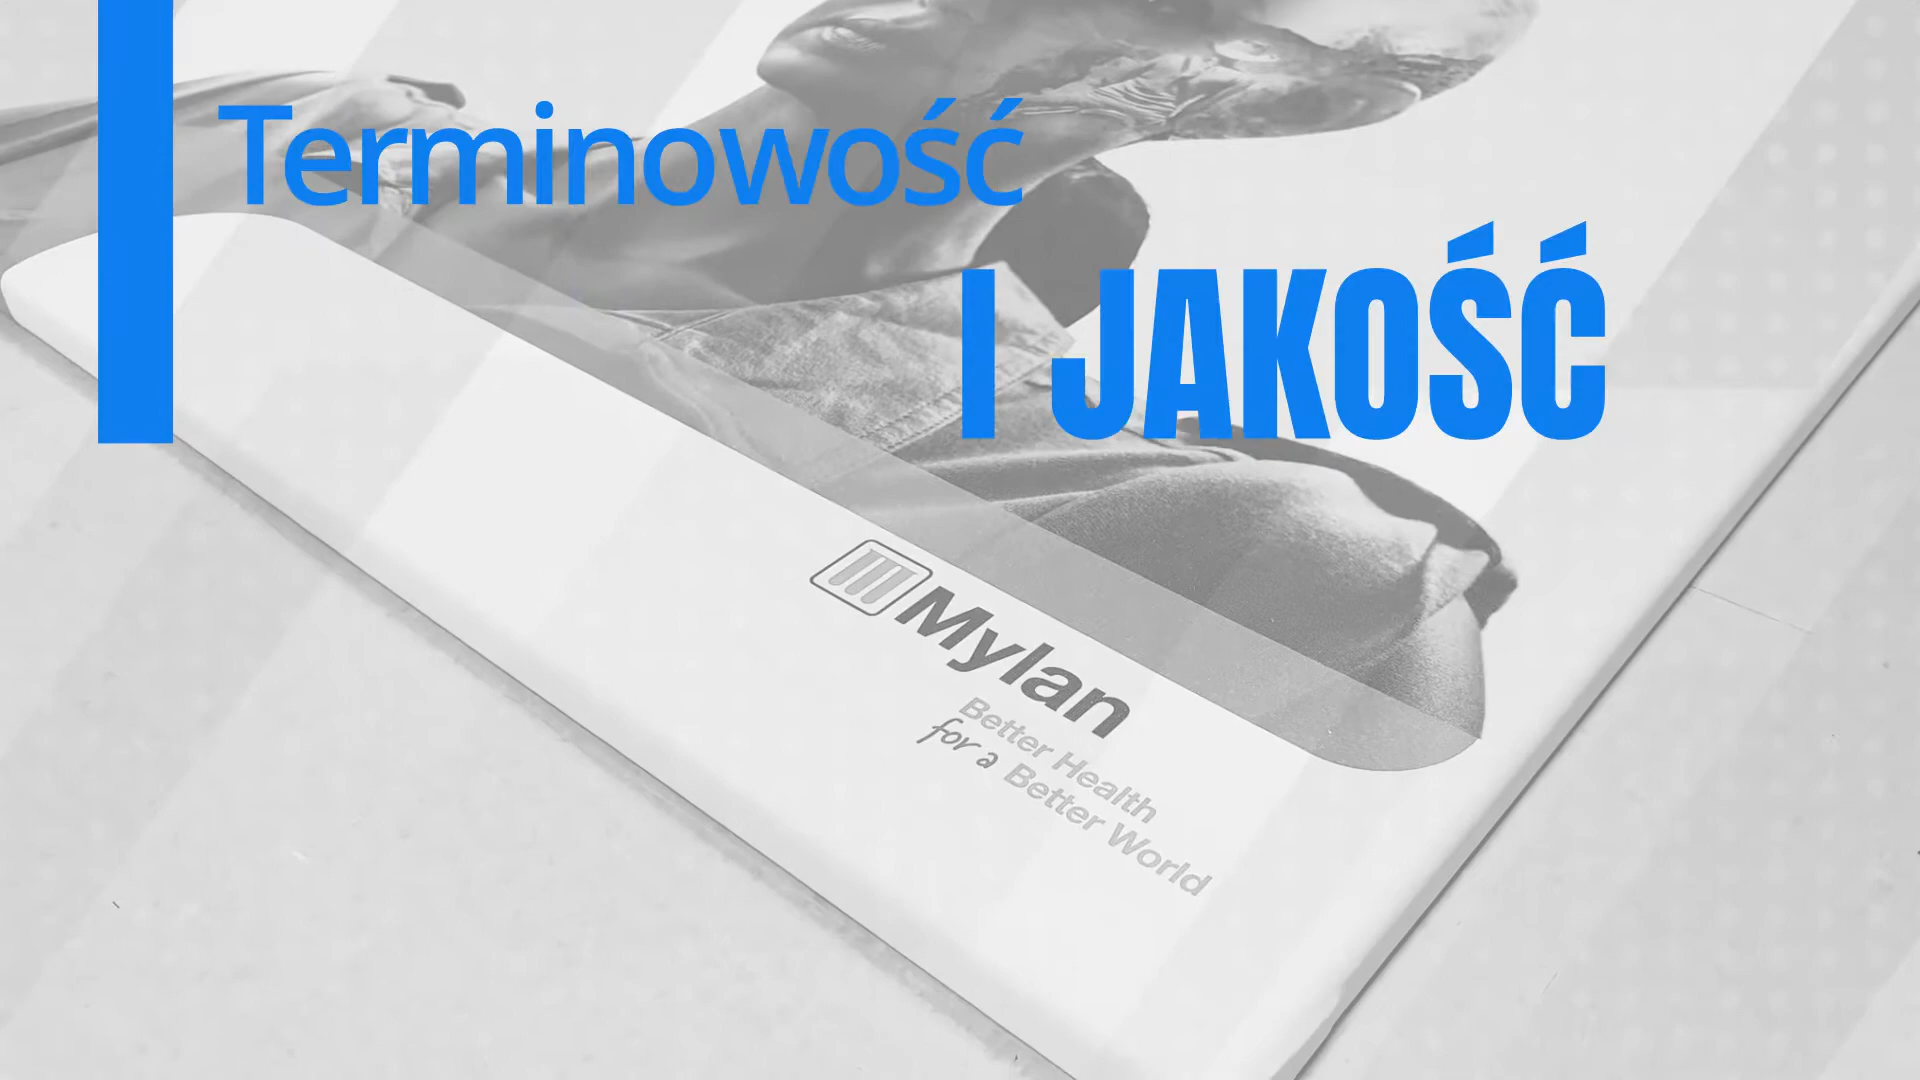 Terminowość
I JAKOŚĆ
Mylan
Better Health
for a Better World